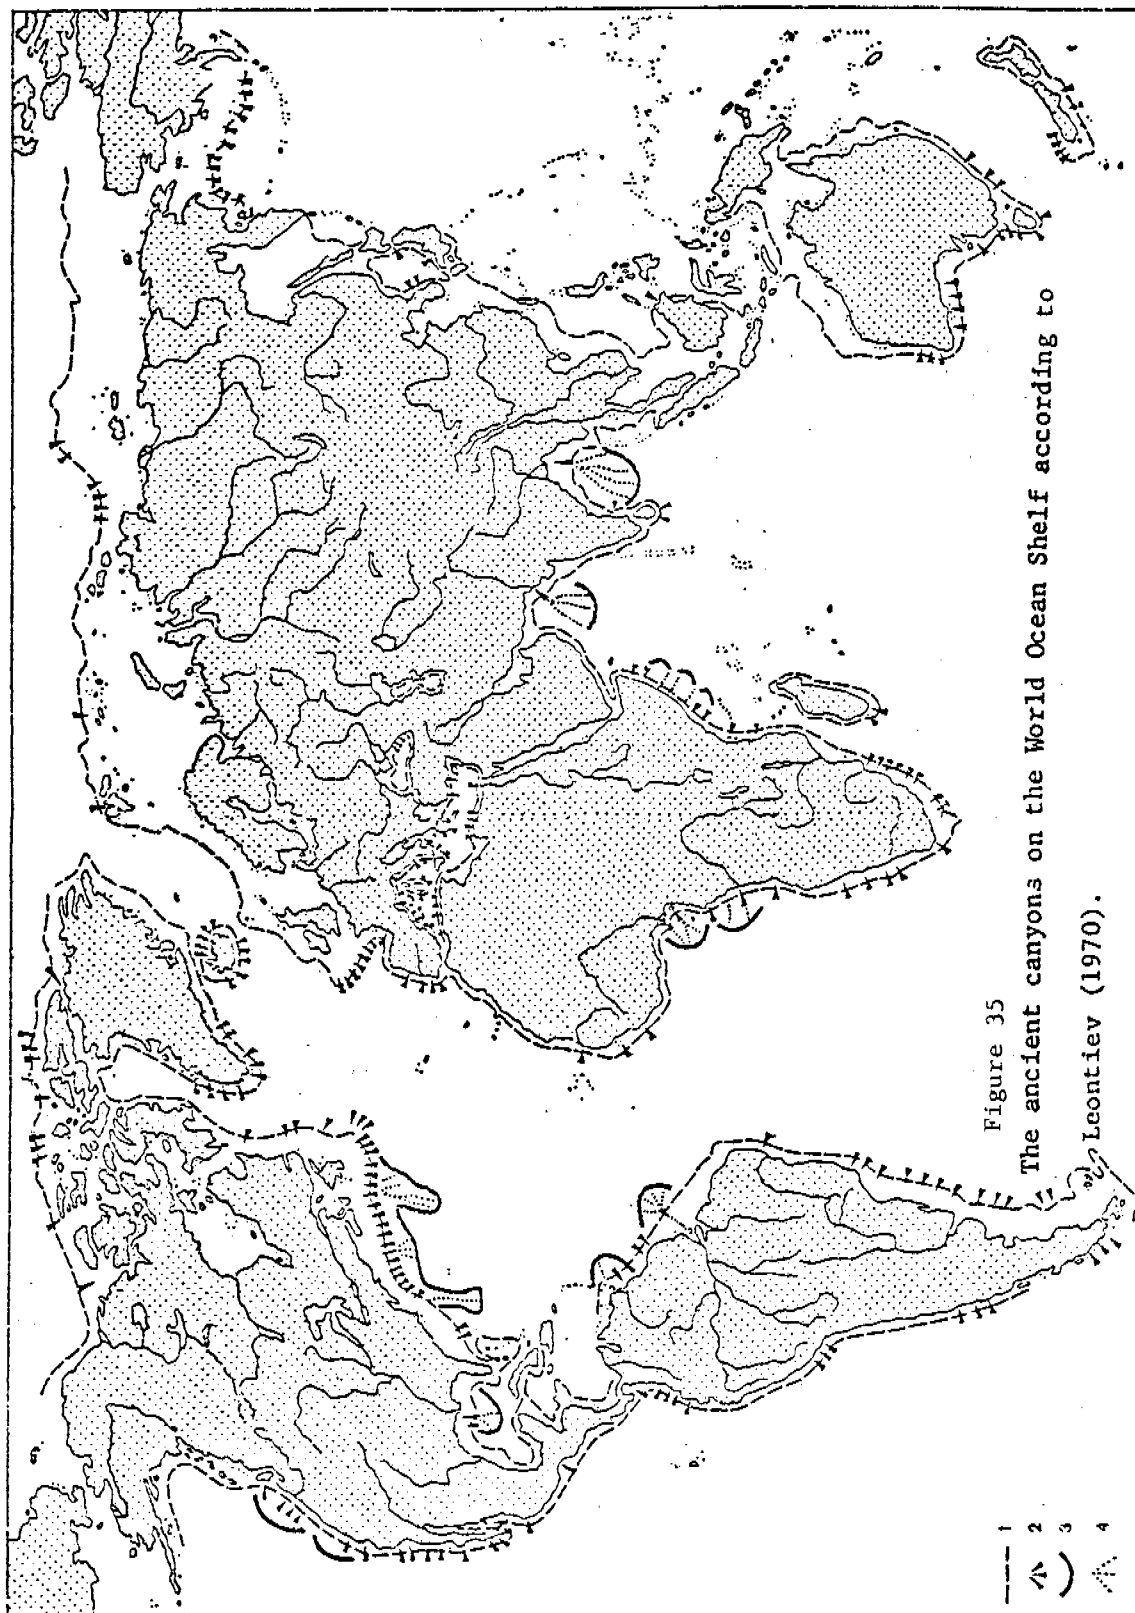 Figure 35
The ancient canyons on the World Ocean Shelf according to
Leontiev (1970).
1
2
3
4